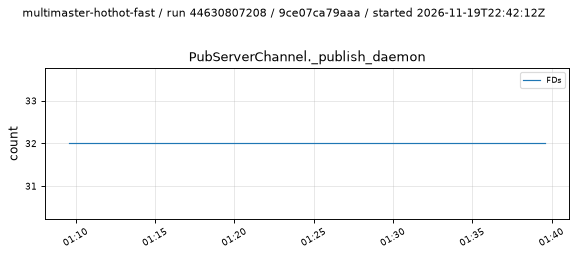 multimaster-hothot-fast / run 44630807208 / 9ce07ca79aaa / started 2026-11-19T22:42:12Z
PubServerChannel._publish_daemon
FDs
count
33
32
31
01:10 01:15 01:20 01:25 01:30 01:35 01:40